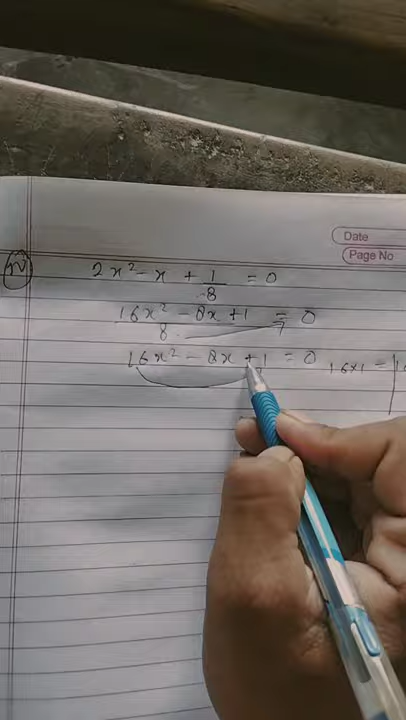 Date
Page No
iv) 2x² - x + 1/8 = 0
16x² - 8x + 1 / 8 = 0
16x² - 8x + 1 = 0 16×1 =